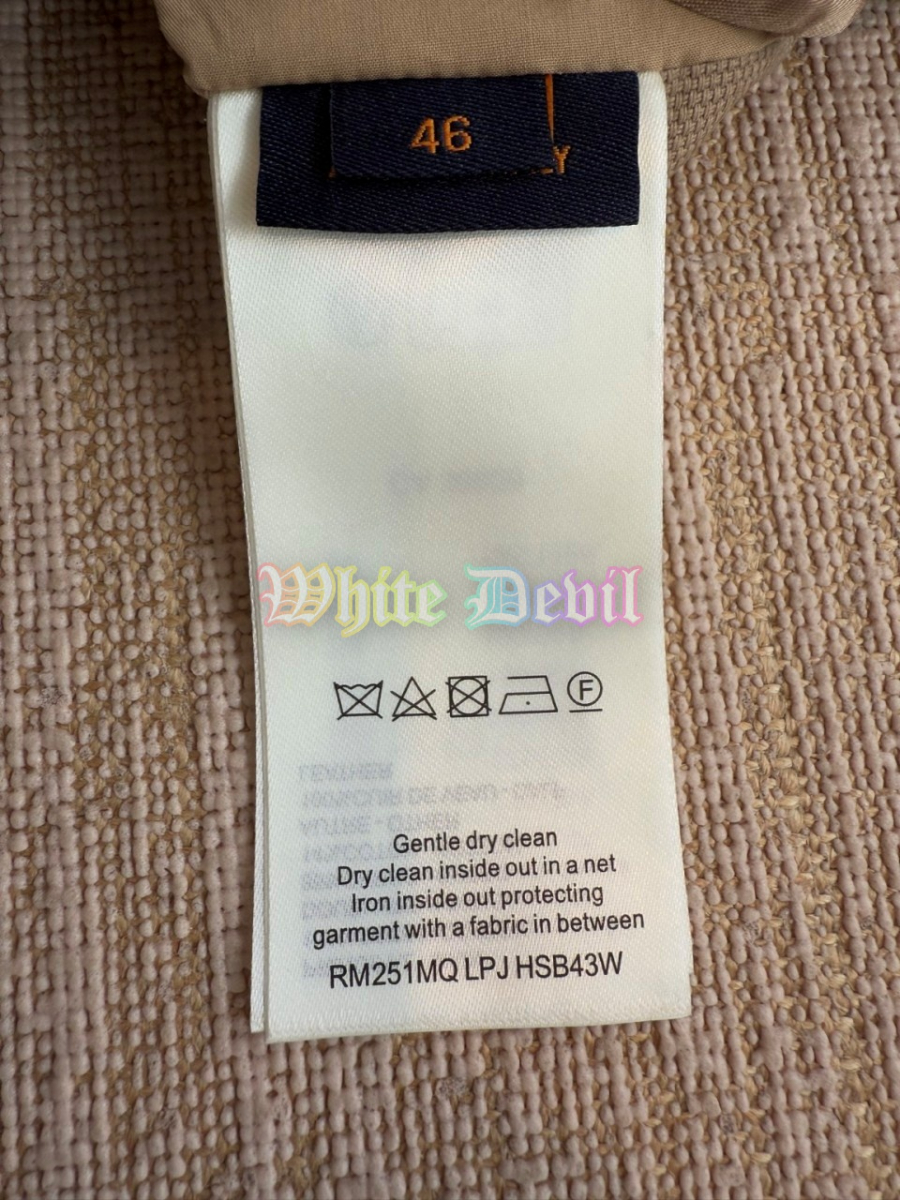 46
Y
White Devil
F
Gentle dry clean
Dry clean inside out in a net
Iron inside out protecting
garment with a fabric in between
RM251MQ LPJ HSB43W